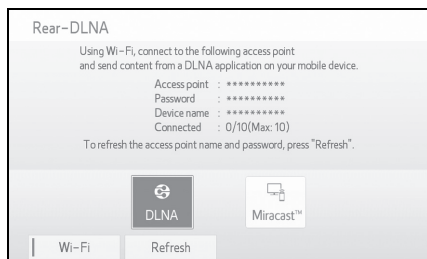 Rear-DLNA
Using Wi-Fi, connect to the following access point
and send content from a DLNA application on your mobile device.
Access point : **********
Password : **********
Device name : **********
Connected : 0/10(Max: 10)
To refresh the access point name and password, press "Refresh".
DLNA
Miracast™
Wi-Fi
Refresh